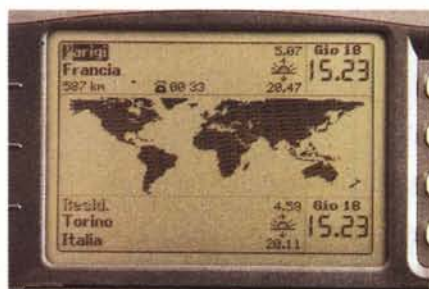 Parigi 5.07 Gio 18
Francia 15.23
587 km 00 33 20.47
Resid. 4.59 Gio 18
Torino 15.23
Italia 20.11